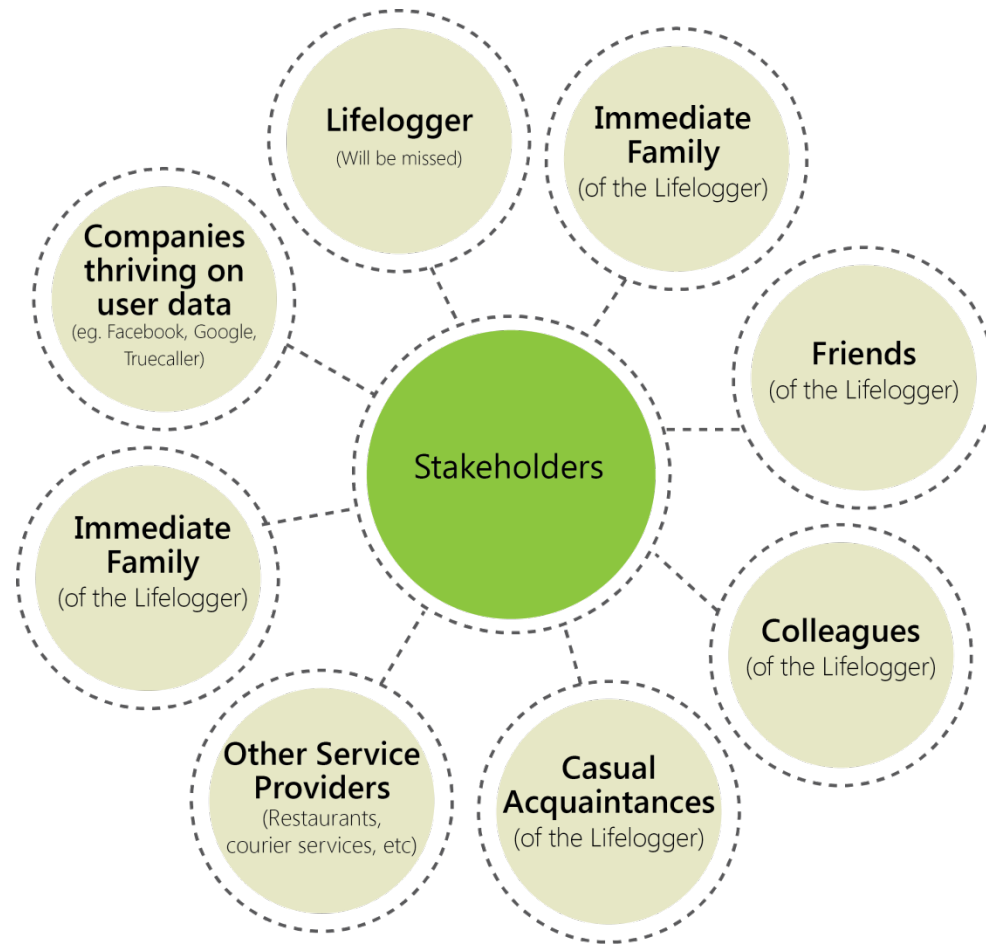 Lifelogger
(Will be missed)
Immediate
Family
(of the Lifelogger)
Friends
(of the Lifelogger)
Colleagues
(of the Lifelogger)
Casual
Acquaintances
(of the Lifelogger)
Other Service
Providers
(Restaurants,
courier services, etc)
Immediate
Family
(of the Lifelogger)
Companies
thriving on
user data
(eg. Facebook, Google,
Truecaller)
Stakeholders